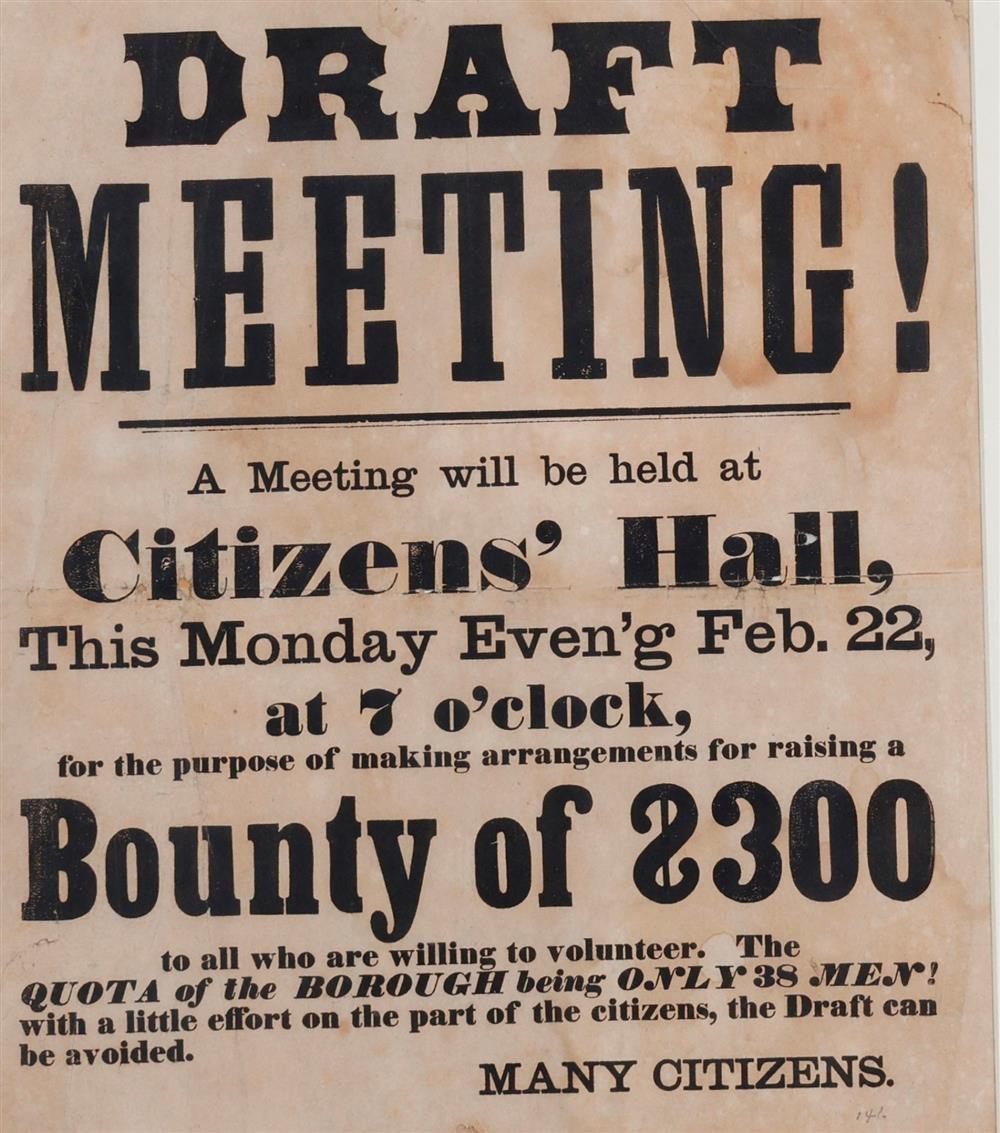 DRAFT
MEETING!
A Meeting will be held at
Citizens' Hall,
This Monday Even'g Feb. 22,
at 7 o'clock,
for the purpose of making arrangements for raising a
Bounty of $300
to all who are willing to volunteer. The
QUOTA of the BOROUGH being ONLY 38 MEN!
with a little effort on the part of the citizens, the Draft can
be avoided.
MANY CITIZENS.